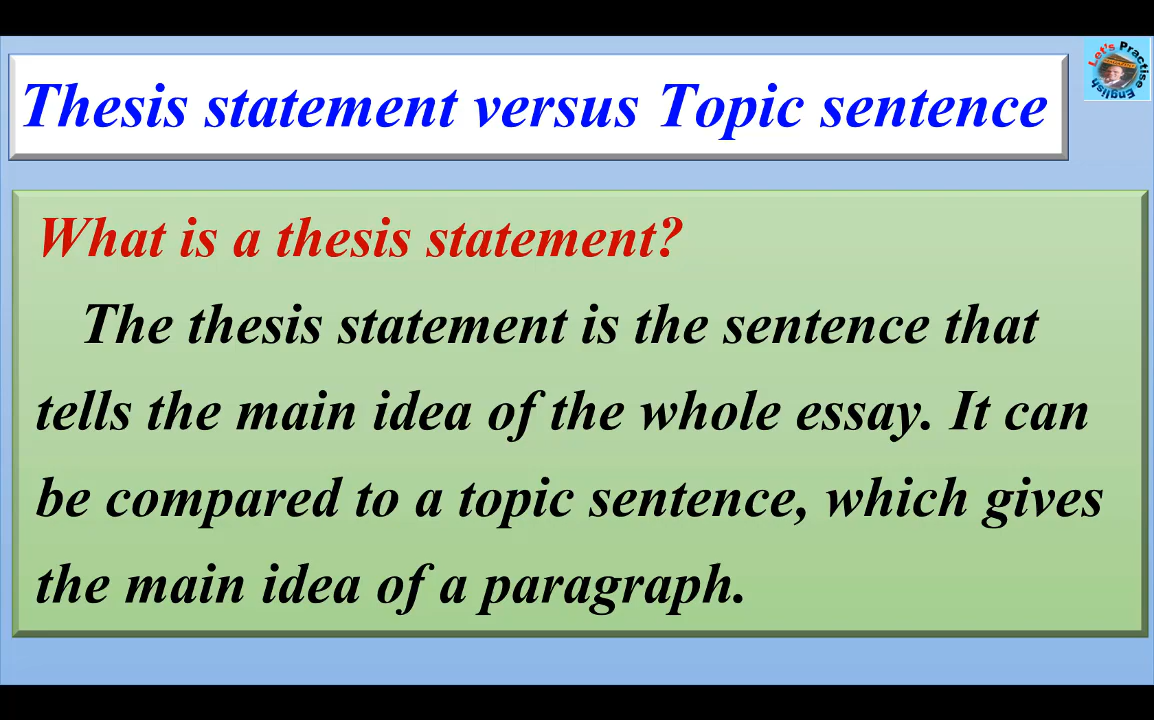 Let's Practise English
Thesis statement versus Topic sentence
What is a thesis statement?
The thesis statement is the sentence that
tells the main idea of the whole essay. It can
be compared to a topic sentence, which gives
the main idea of a paragraph.